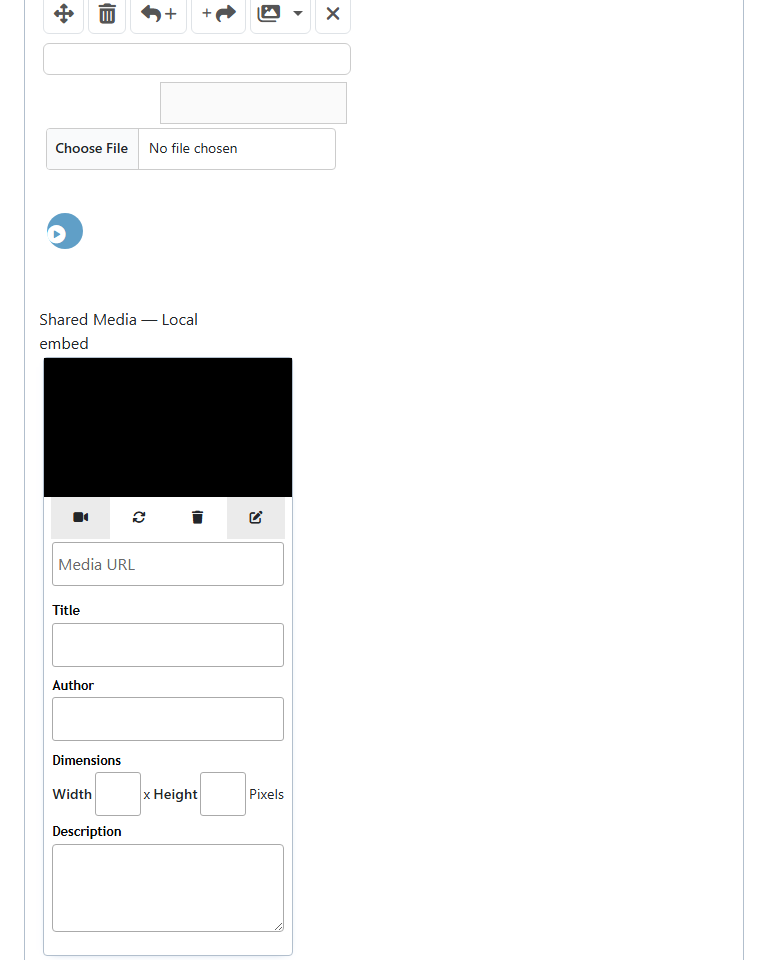 +
+
Choose File No file chosen
Shared Media — Local
embed
Media URL
Title
Author
Dimensions
Width x Height Pixels
Description